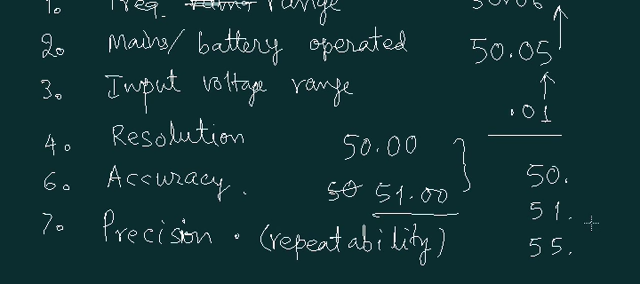 1. Freq. range
2. Mains/ battery operated 50.05
3. Input voltage range
.01
4. Resolution 50.00
6. Accuracy. 50 51.00 50.
51.
7. Precision. (repeatability) 55.